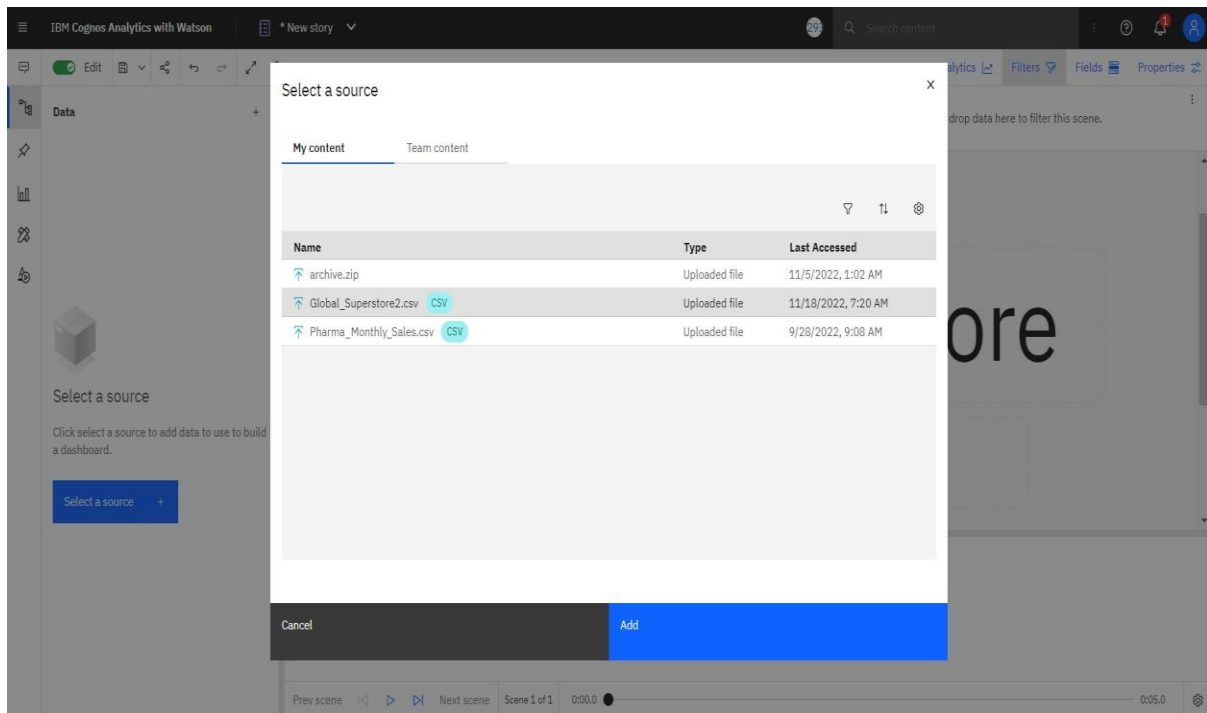 IBM Cognos Analytics with Watson * New story Search content 1
Edit alytics Filters Fields Properties
Select a source X
Data + drop data here to filter this scene.
My content Team content
Name Type Last Accessed
archive.zip Uploaded file 11/5/2022, 1:02 AM
Global_Superstore2.csv CSV Uploaded file 11/18/2022, 7:20 AM
Pharma_Monthly_Sales.csv CSV Uploaded file 9/28/2022, 9:08 AM
ore
Select a source
Click select a source to add data to use to build
a dashboard.
Select a source +
Cancel Add
Prev scene Next scene Scene 1 of 1 0:00.0 0:05.0